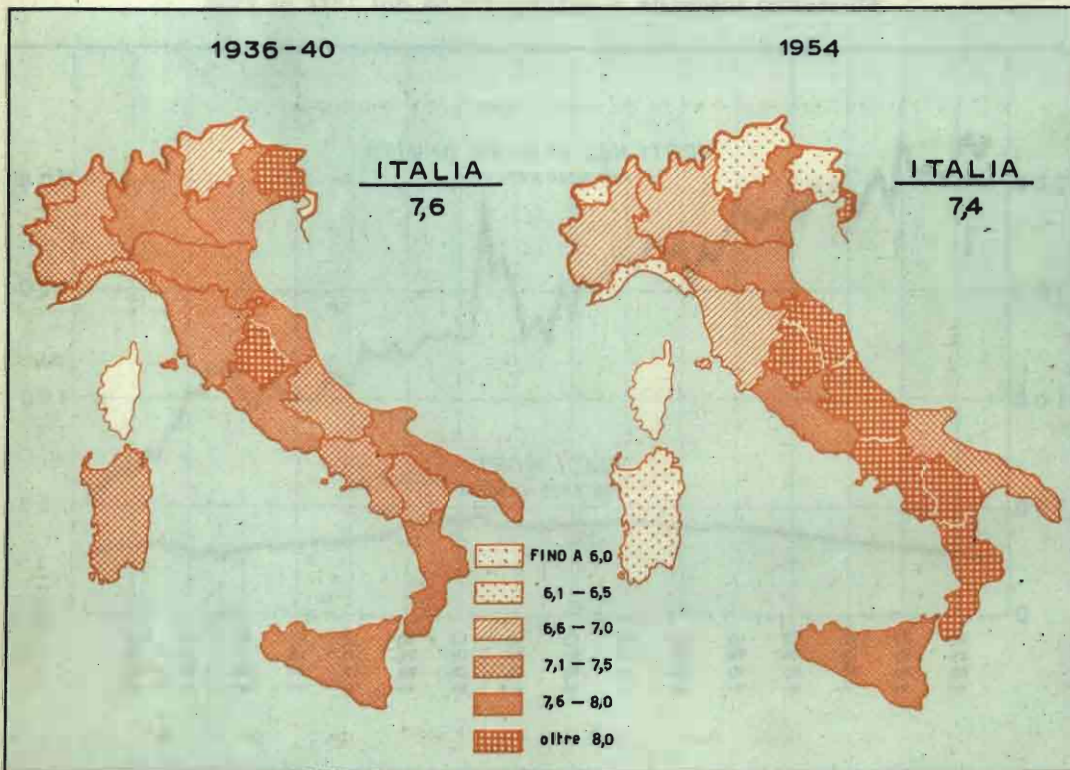 1936-40
1954
ITALIA
7,6
ITALIA
7,4
FINO A 6,0
6,1 — 6,5
6,6 — 7,0
7,1 — 7,5
7,6 — 8,0
oltre 8,0